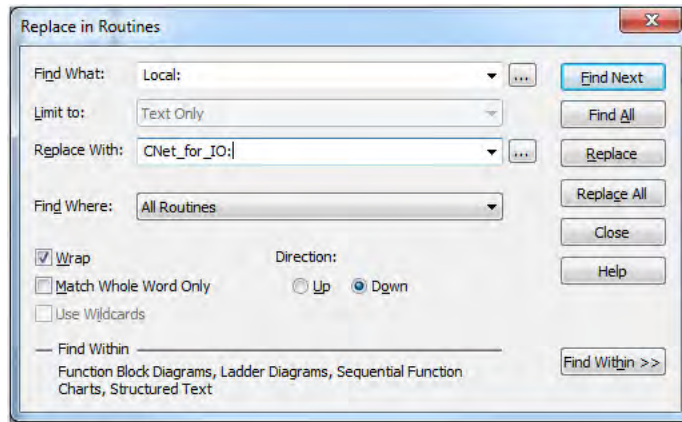 Replace in Routines
Find What: Local: ... Find Next
Limit to: Text Only Find All
Replace With: CNet_for_IO: ... Replace
Find Where: All Routines Replace All
Close
Wrap Direction:
Match Whole Word Only Up Down Help
Use Wildcards
Find Within
Function Block Diagrams, Ladder Diagrams, Sequential Function
Charts, Structured Text
Find Within >>